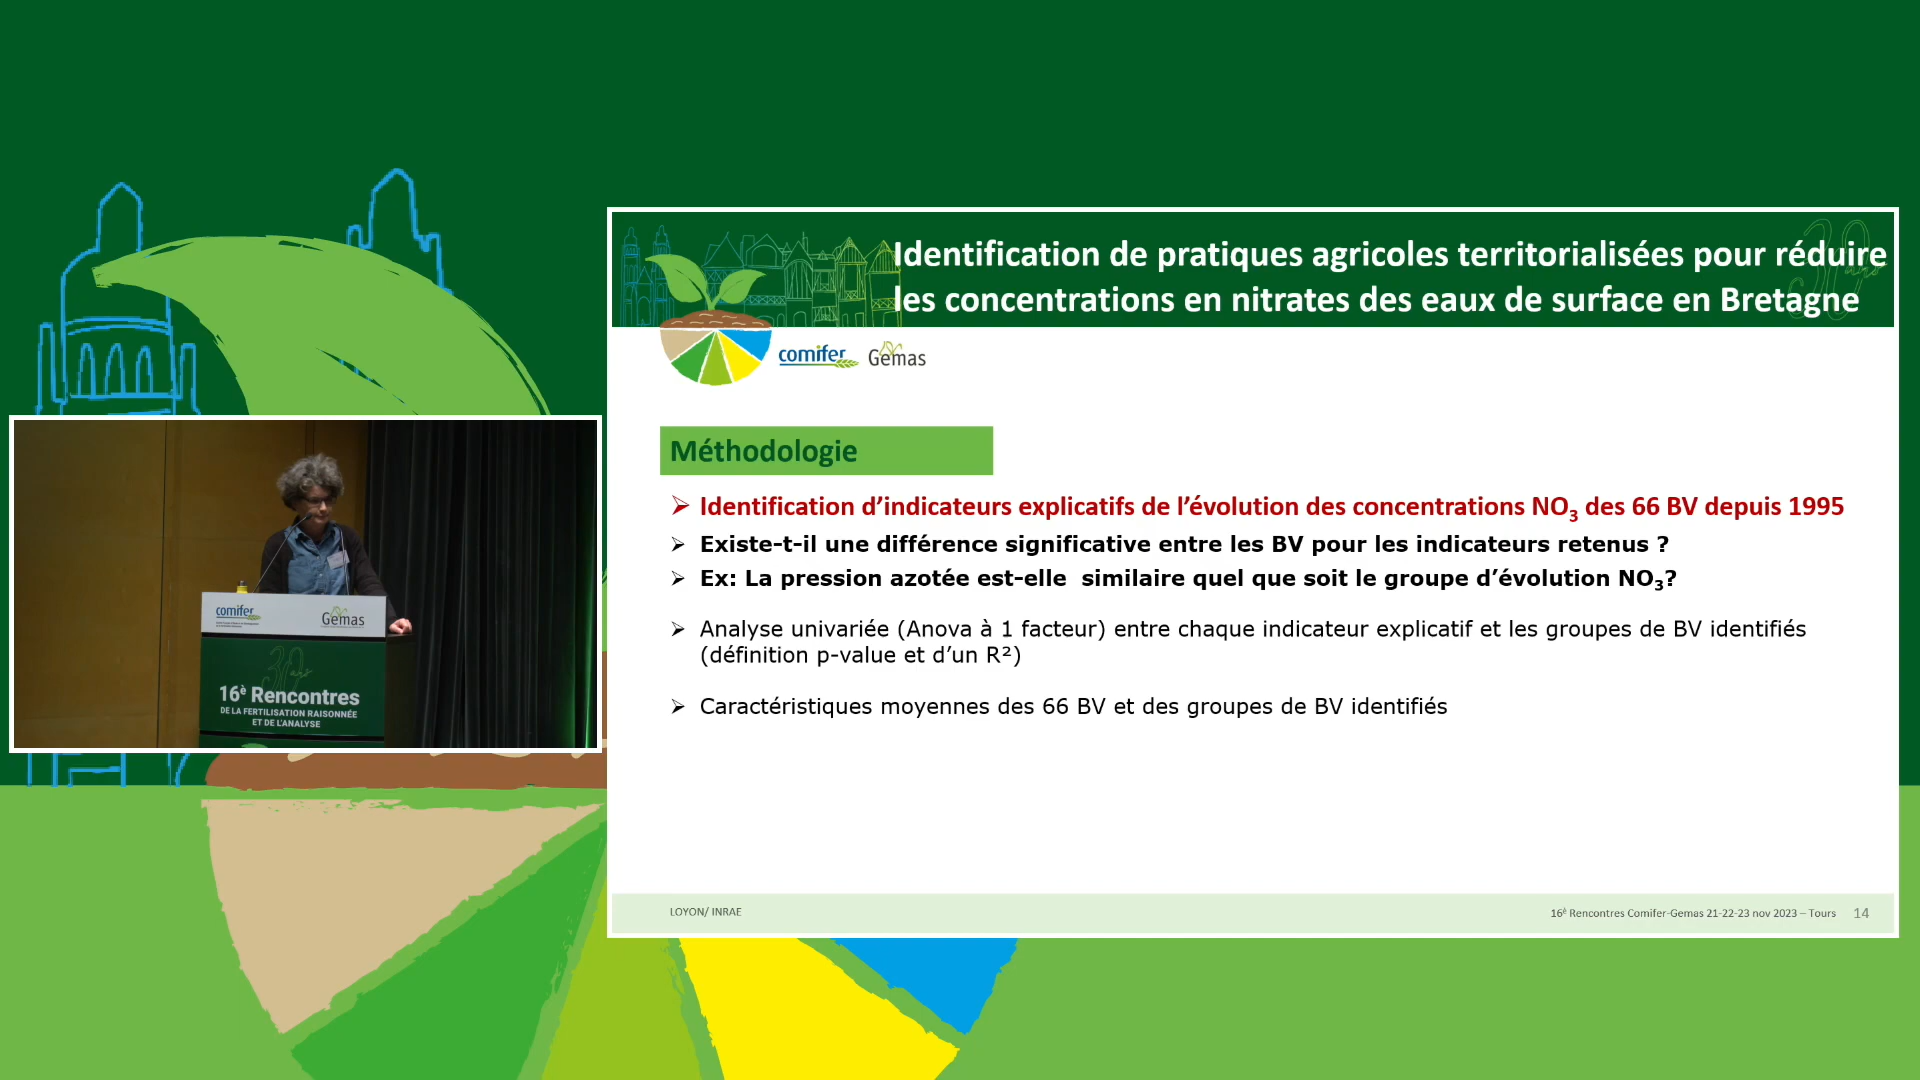 Identification de pratiques agricoles territorialisées pour réduire
les concentrations en nitrates des eaux de surface en Bretagne
comifer Gemas
Méthodologie
➢ Identification d’indicateurs explicatifs de l’évolution des concentrations NO3 des 66 BV depuis 1995
➢ Existe-t-il une différence significative entre les BV pour les indicateurs retenus ?
➢ Ex: La pression azotée est-elle similaire quel que soit le groupe d’évolution NO3?
➢ Analyse univariée (Anova à 1 facteur) entre chaque indicateur explicatif et les groupes de BV identifiés
(définition p-value et d’un R²)
➢ Caractéristiques moyennes des 66 BV et des groupes de BV identifiés
LOYON/ INRAE
16è Rencontres Comifer-Gemas 21-22-23 nov 2023 – Tours 14
comifer Gemas
30 ans
16è Rencontres
DE LA FERTILISATION RAISONNÉE
ET DE L'ANALYSE